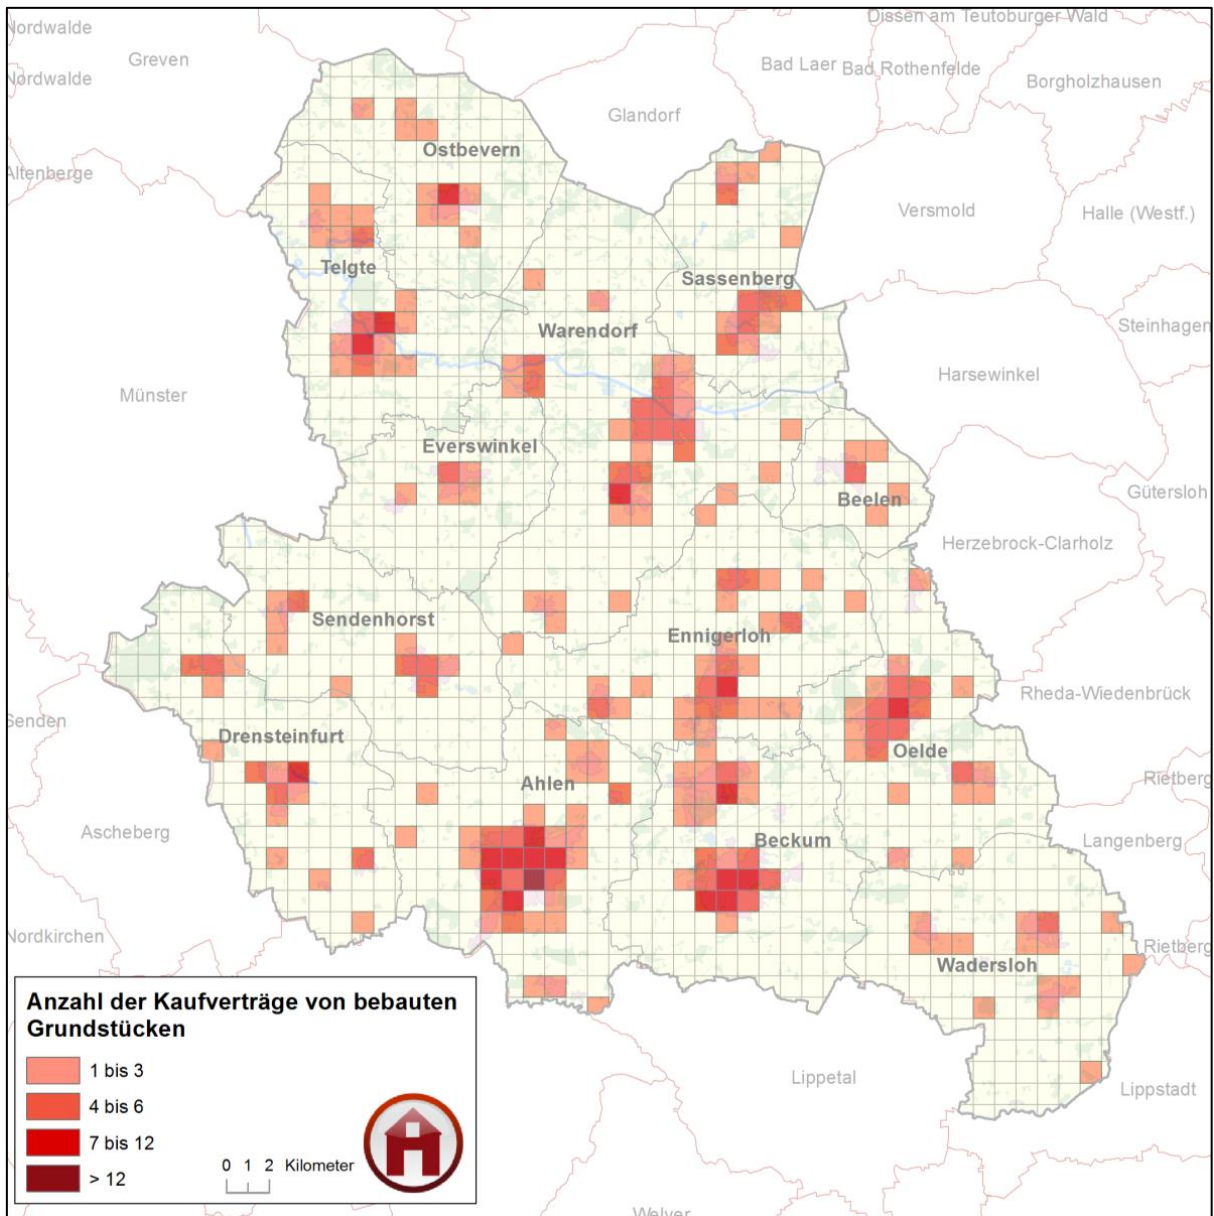 Nordwalde
Dissen am Teutoburger Wald
Greven
Bad Laer
Bad Rothenfelde
Nordwalde
Borgholzhausen
Glandorf
Ostbevern
Altenberge
Versmold
Halle (Westf.)
Telgte
Sassenberg
Warendorf
Steinhagen
Münster
Harsewinkel
Everswinkel
Beelen
Gütersloh
Herzebrock-Clarholz
Sendenhorst
Ennigerloh
Rheda-Wiedenbrück
Senden
Drensteinfurt
Oelde
Ahlen
Rietberg
Ascheberg
Beckum
Langenberg
Nordkirchen
Rietberg
Wadersloh
Anzahl der Kaufverträge von bebauten
Grundstücken
1 bis 3
4 bis 6
7 bis 12
> 12
0 1 2 Kilometer
Lippetal
Lippstadt
Welver